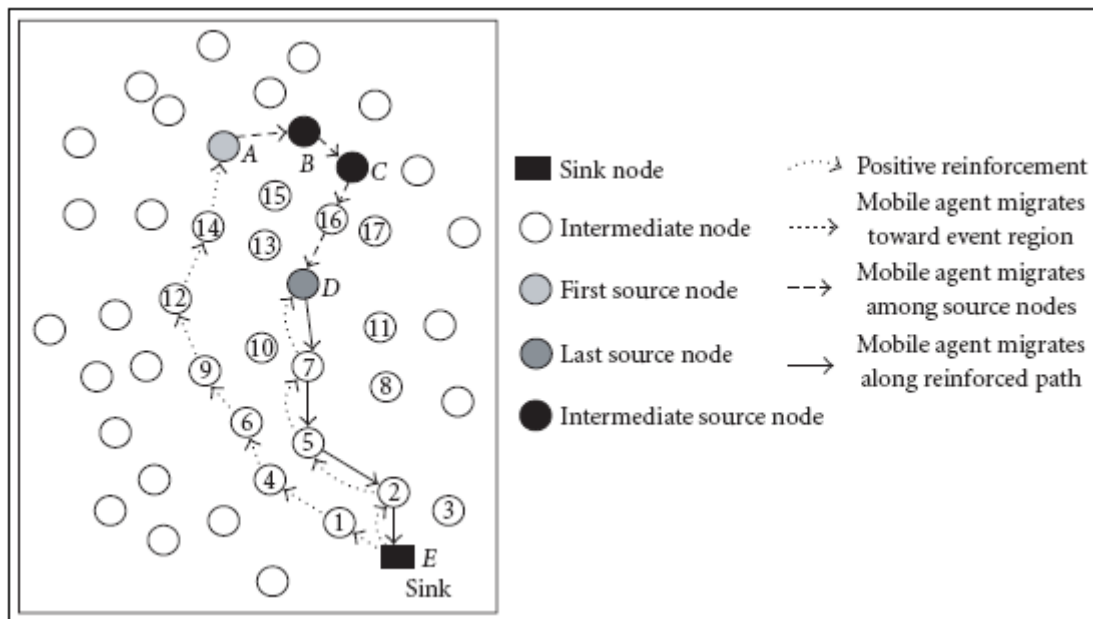 A
B
C
15
16
17
14
13
D
12
11
10
7
9
8
6
5
4
2
3
1
E
Sink
Sink node
Intermediate node
First source node
Last source node
Intermediate source node
Positive reinforcement
Mobile agent migrates
toward event region
Mobile agent migrates
among source nodes
Mobile agent migrates
along reinforced path